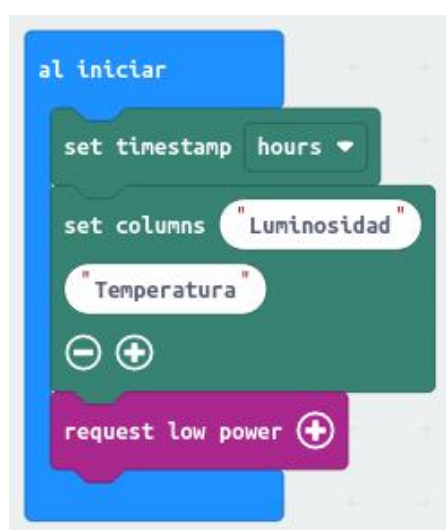 al iniciar
set timestamp hours
set columns "Luminosidad"
"Temperatura"
request low power